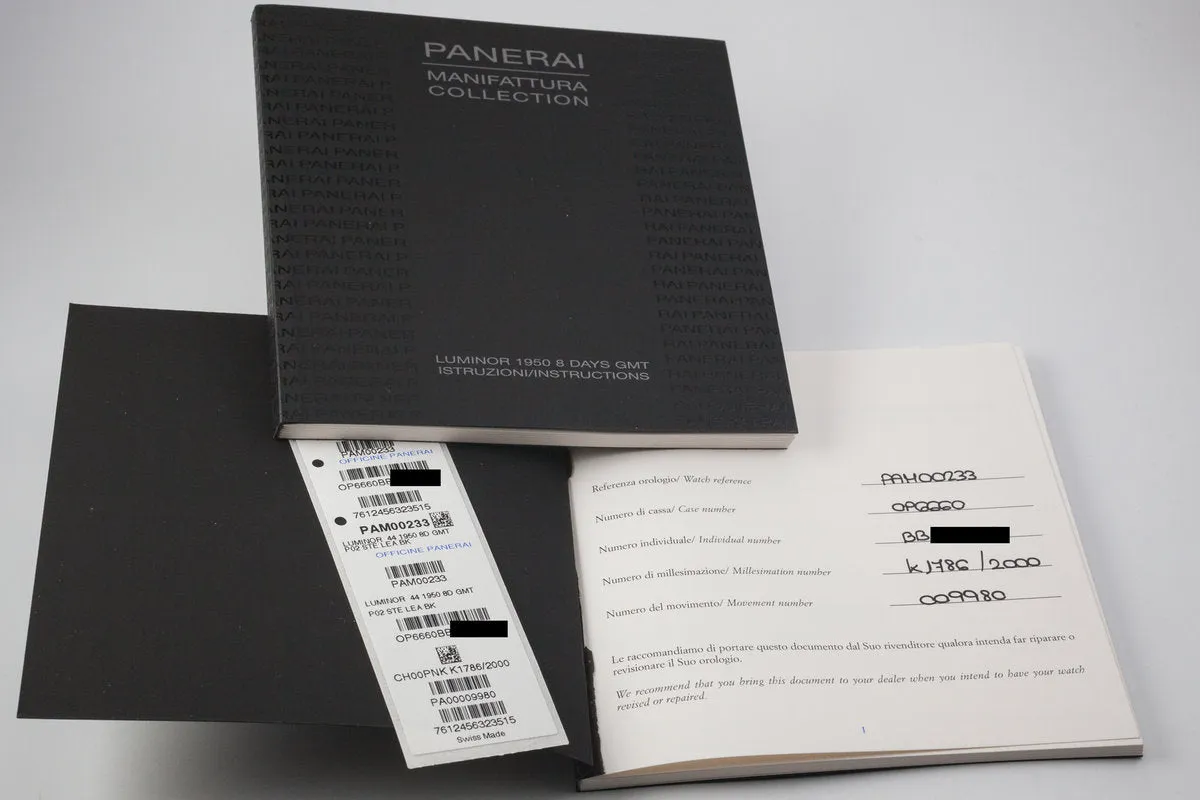 PANERAI
MANIFATTURA
COLLECTION
LUMINOR 1950 8 DAYS GMT
ISTRUZIONI/INSTRUCTIONS
PAM00233
OFFICINE PANERAI
OP6660BB
7612456323515
PAM00233
LUMINOR 44 1950 8D GMT
P02 STE LEA BK
OFFICINE PANERAI
PAM00233
LUMINOR 44 1950 8D GMT
P02 STE LEA BK
OP6660BB
CH00PNK K1786/2000
PA00009980
7612456323515
Swiss Made
Referenza orologio/ Watch reference PAM00233
Numero di cassa/ Case number OP6660
Numero individuale/ Individual number BB
Numero di millesimazione/ Millesimation number K1786/2000
Numero del movimento/ Movement number 009980
Le raccomandiamo di portare questo documento dal Suo rivenditore qualora intenda far riparare o
revisionare il Suo orologio.
We recommend that you bring this document to your dealer when you intend to have your watch
revised or repaired.
1